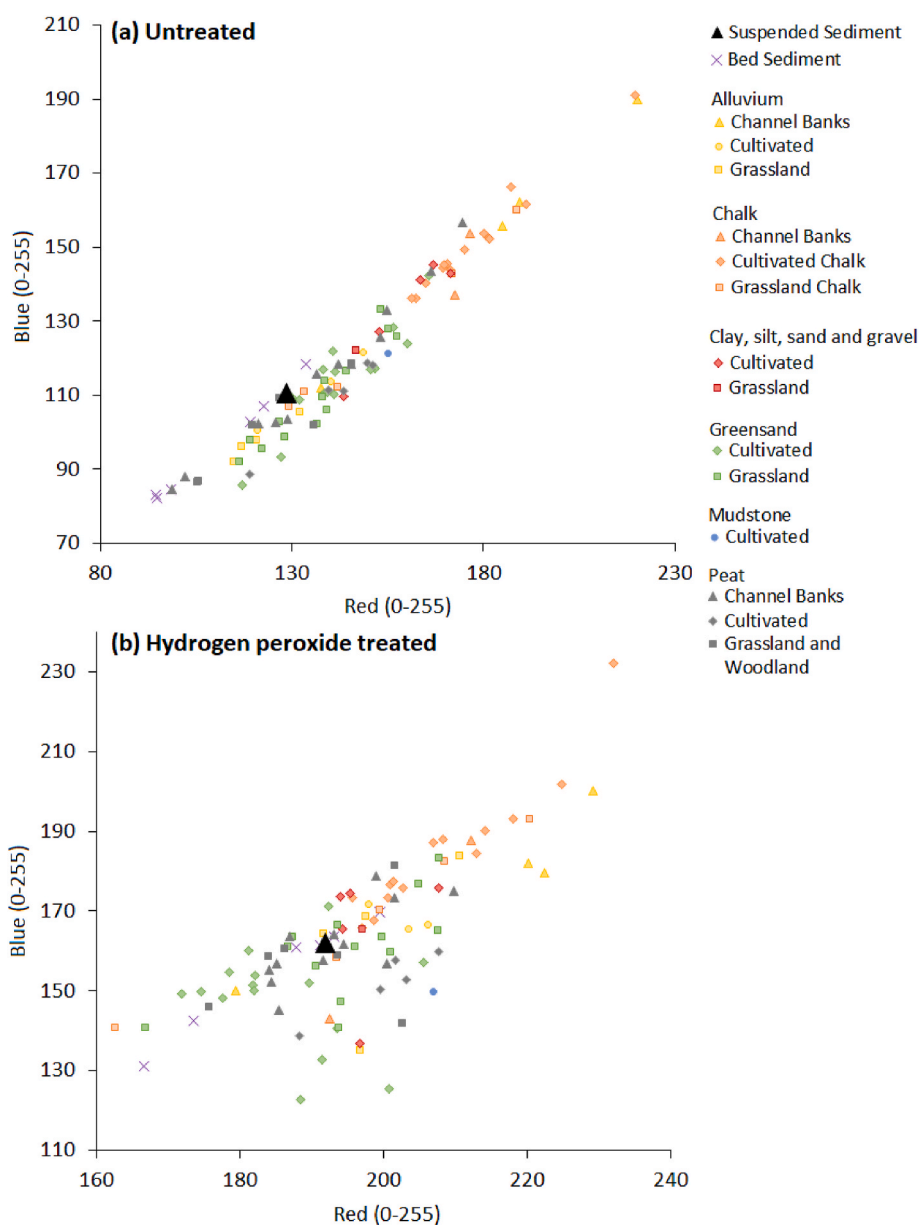 (a) Untreated
210
190
170
150
130
110
90
70
Blue (0-255)
80
130
180
230
Red (0-255)
Suspended Sediment
Bed Sediment
Alluvium
Channel Banks
Cultivated
Grassland
Chalk
Channel Banks
Cultivated Chalk
Grassland Chalk
Clay, silt, sand and gravel
Cultivated
Grassland
Greensand
Cultivated
Grassland
Mudstone
Cultivated
Peat
Channel Banks
Cultivated
Grassland and
Woodland
(b) Hydrogen peroxide treated
230
210
190
170
150
130
110
Blue (0-255)
160
180
200
220
240
Red (0-255)